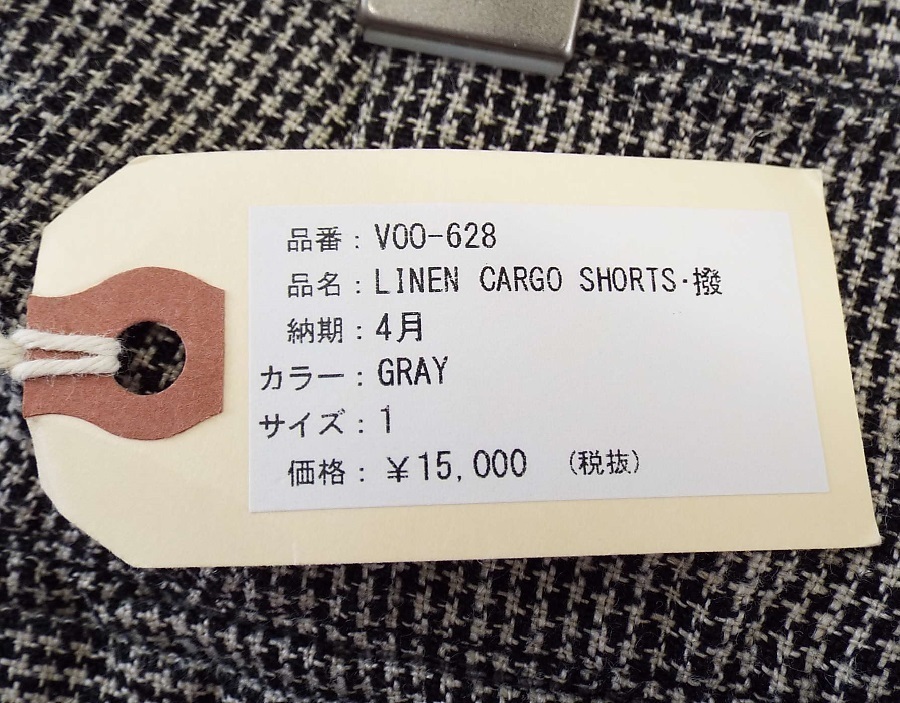 品番：VOO-628
品名：LINEN CARGO SHORTS･撥
納期：4月
カラー：GRAY
サイズ：1
価格：￥15,000 （税抜）